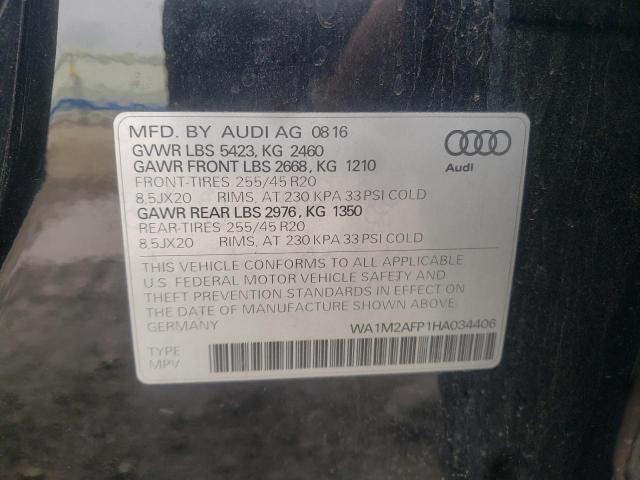 MFD. BY AUDI AG 08 16
GVWR LBS 5423, KG 2460
GAWR FRONT LBS 2668, KG 1210
FRONT-TIRES 255/45 R20
8,5JX20 RIMS, AT 230 KPA 33 PSI COLD
GAWR REAR LBS 2976, KG 1350
REAR-TIRES 255/45 R20
8,5JX20 RIMS, AT 230 KPA 33 PSI COLD
Audi
THIS VEHICLE CONFORMS TO ALL APPLICABLE
U.S. FEDERAL MOTOR VEHICLE SAFETY AND
THEFT PREVENTION STANDARDS IN EFFECT ON
THE DATE OF MANUFACTURE SHOWN ABOVE.
GERMANY WA1M2AFP1HA034406
TYPE
MPV